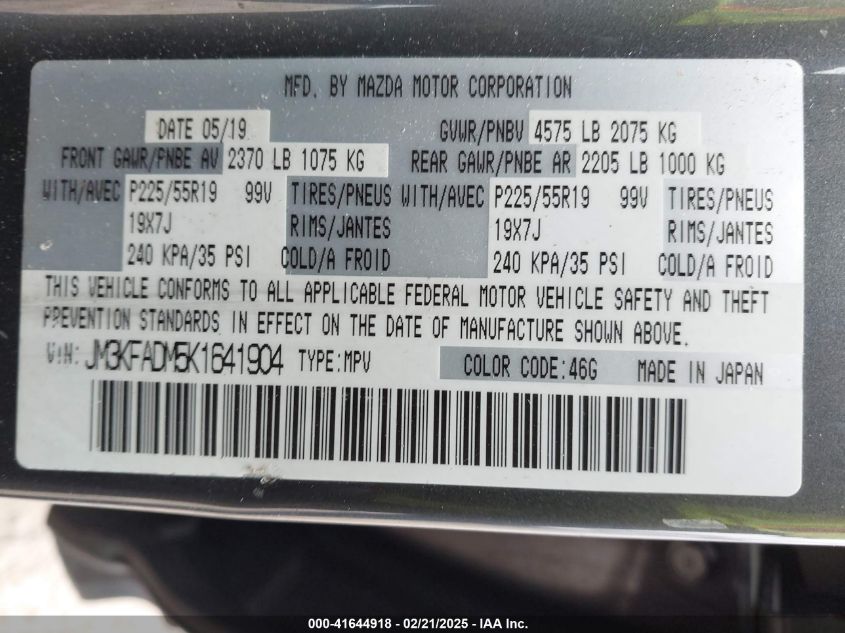 MFD. BY MAZDA MOTOR CORPORATION
DATE 05/19 GVWR/PNBV 4575 LB 2075 KG
FRONT GAWR/PNBE AV 2370 LB 1075 KG REAR GAWR/PNBE AR 2205 LB 1000 KG
WITH/AVEC P225/55R19 99V TIRES/PNEUS WITH/AVEC P225/55R19 99V TIRES/PNEUS
19X7J RIMS/JANTES 19X7J RIMS/JANTES
240 KPA/35 PSI COLD/A FROID 240 KPA/35 PSI COLD/A FROID
THIS VEHICLE CONFORMS TO ALL APPLICABLE FEDERAL MOTOR VEHICLE SAFETY AND THEFT
PREVENTION STANDARDS IN EFFECT ON THE DATE OF MANUFACTURE SHOWN ABOVE.
VIN: JM3KFADM5K1641904 TYPE:MPV COLOR CODE:46G MADE IN JAPAN
000-41644918 - 02/21/2025 - IAA Inc.